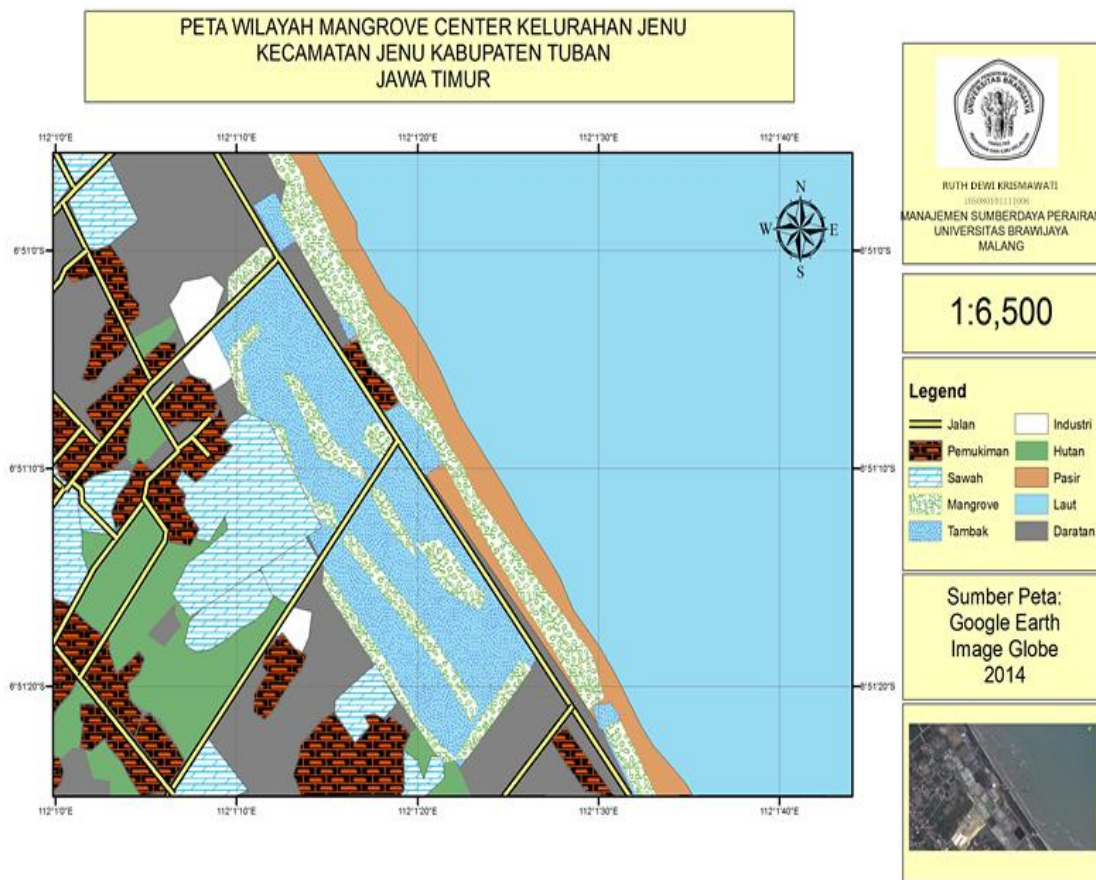 PETA WILAYAH MANGROVE CENTER KELURAHAN JENU
KECAMATAN JENU KABUPATEN TUBAN
JAWA TIMUR
112°1'0"E
112°1'10"E
112°1'20"E
112°1'30"E
112°1'40"E
6°51'0"S
6°51'0"S
6°51'10"S
6°51'10"S
6°51'20"S
6°51'20"S
112°1'0"E
112°1'10"E
112°1'20"E
112°1'30"E
112°1'40"E
N
W
E
S
UNIVERSITAS BRAWIJAYA
RUTH DEWI KRISMAWATI
MANAJEMEN SUMBERDAYA PERAIRAN
UNIVERSITAS BRAWIJAYA
MALANG
1:6,500
Legend
Jalan
Pemukiman
Sawah
Mangrove
Tambak
Industri
Hutan
Pasir
Laut
Daratan
Sumber Peta:
Google Earth
Image Globe
2014